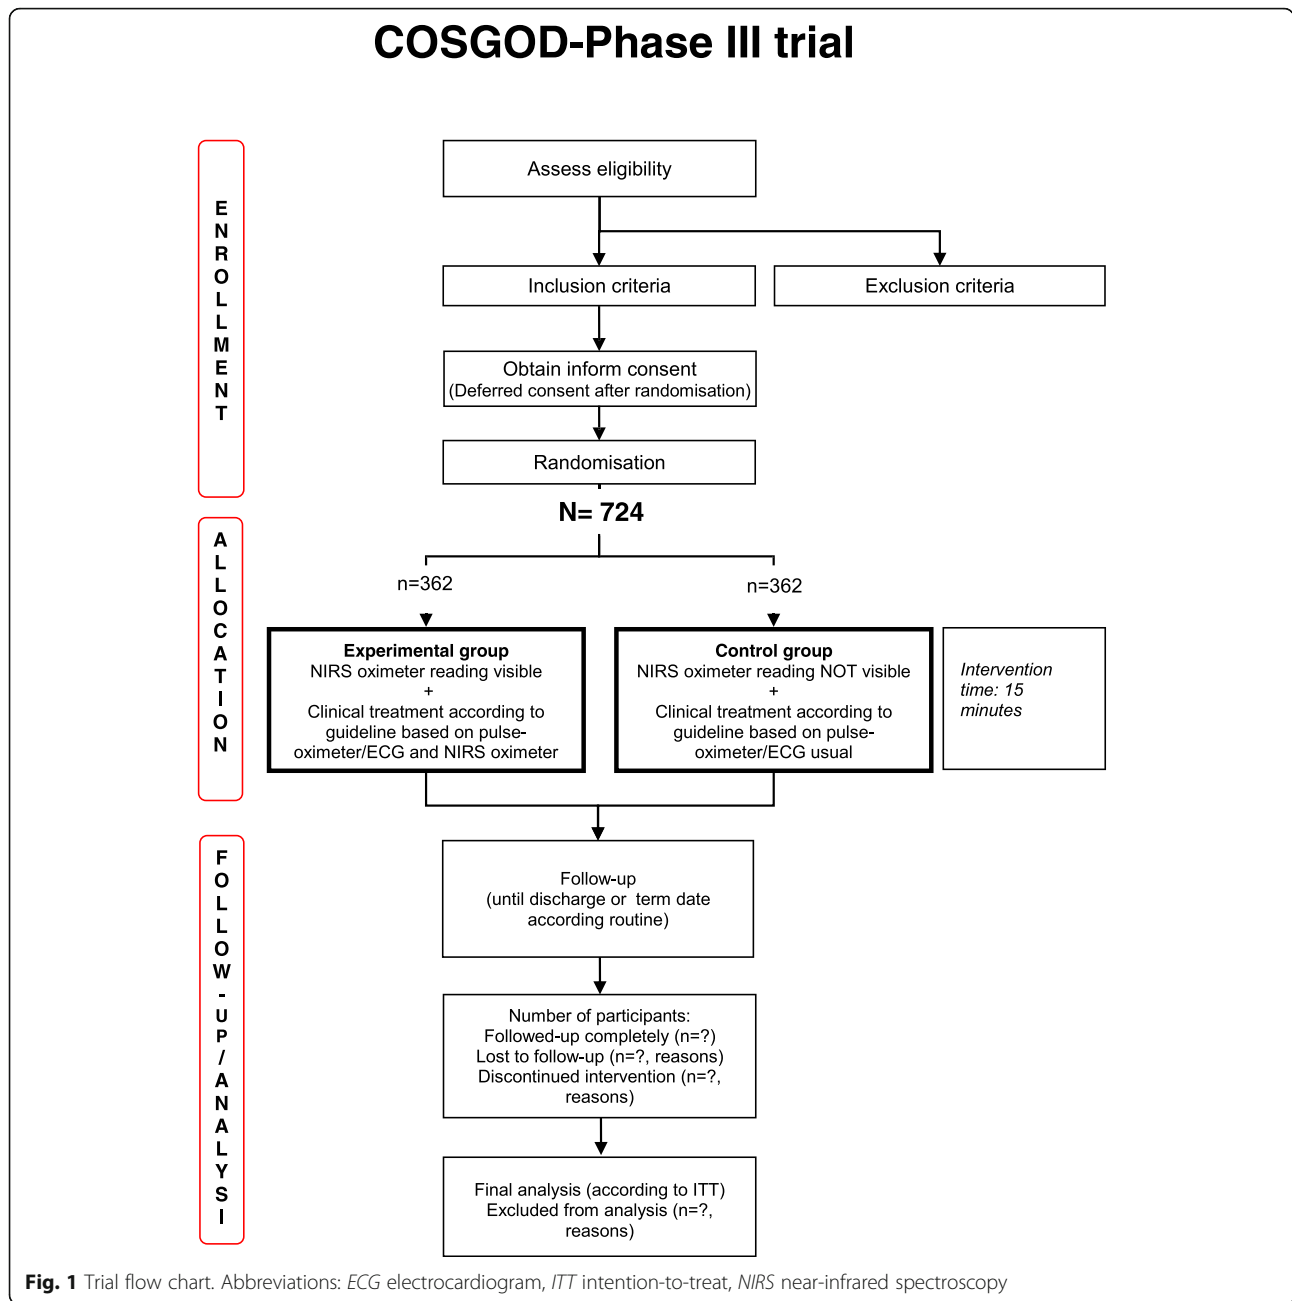 COSGOD-Phase III trial
ENROLLMENT
Assess eligibility
Inclusion criteria
Exclusion criteria
Obtain inform consent
(Deferred consent after randomisation)
Randomisation
N= 724
ALLOCATION
n=362
n=362
Experimental group
NIRS oximeter reading visible
+
Clinical treatment according to
guideline based on pulse-
oximeter/ECG and NIRS oximeter
Control group
NIRS oximeter reading NOT visible
+
Clinical treatment according to
guideline based on pulse-
oximeter/ECG usual
Intervention
time: 15
minutes
FOLLOW-UP/ANALYSI
Follow-up
(until discharge or term date
according routine)
Number of participants:
Followed-up completely (n=?)
Lost to follow-up (n=?, reasons)
Discontinued intervention (n=?,
reasons)
Final analysis (according to ITT)
Excluded from analysis (n=?,
reasons)
Fig. 1 Trial flow chart. Abbreviations: ECG electrocardiogram, ITT intention-to-treat, NIRS near-infrared spectroscopy